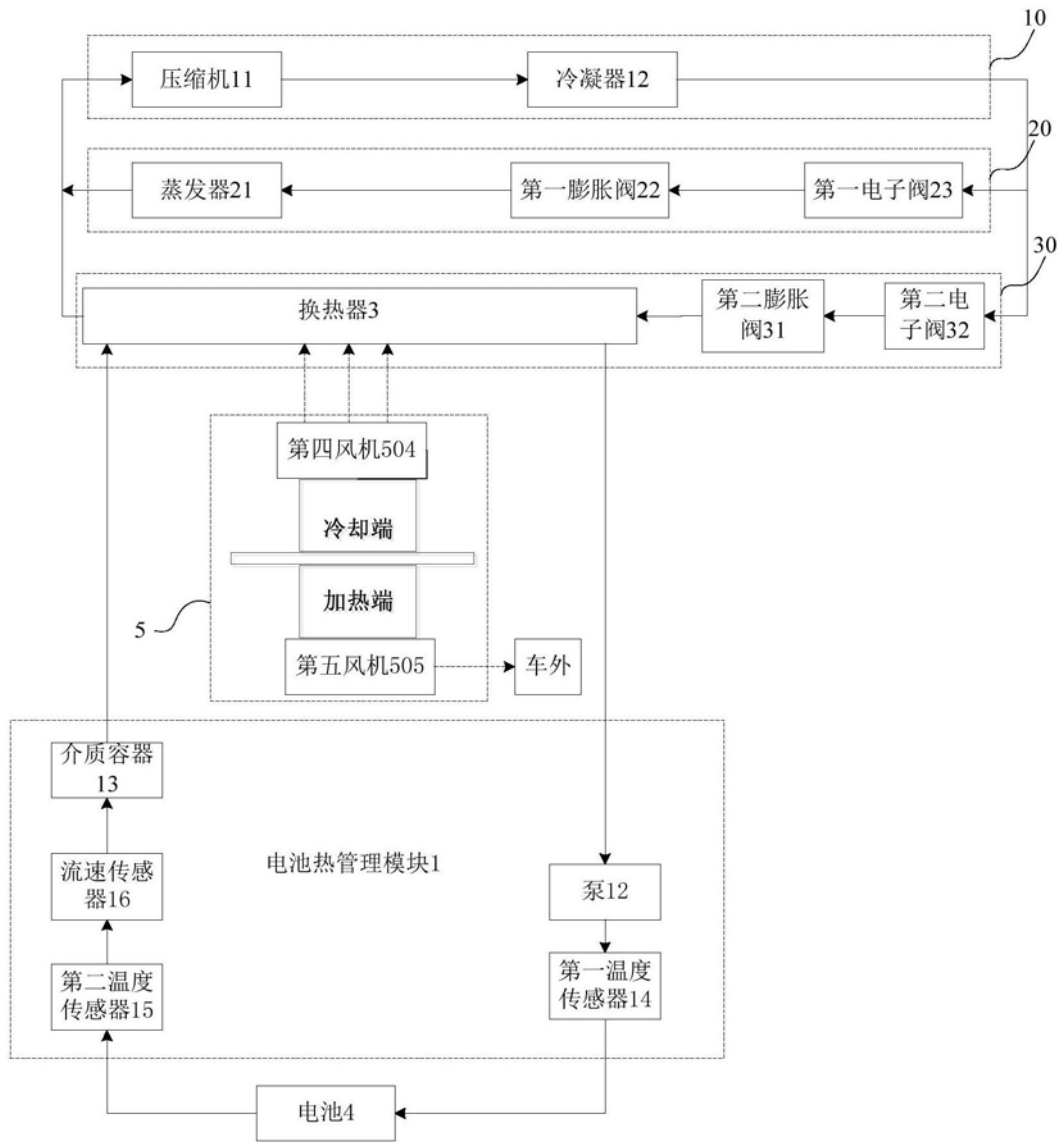 10
压缩机11
冷凝器12
20
蒸发器21
第一膨胀阀22
第一电子阀23
30
换热器3
第二膨胀
阀31
第二电
子阀32
第四风机504
冷却端
加热端
5
第五风机505
车外
介质容器
13
电池热管理模块1
流速传感
器16
泵12
第二温度
传感器15
第一温度
传感器14
电池4